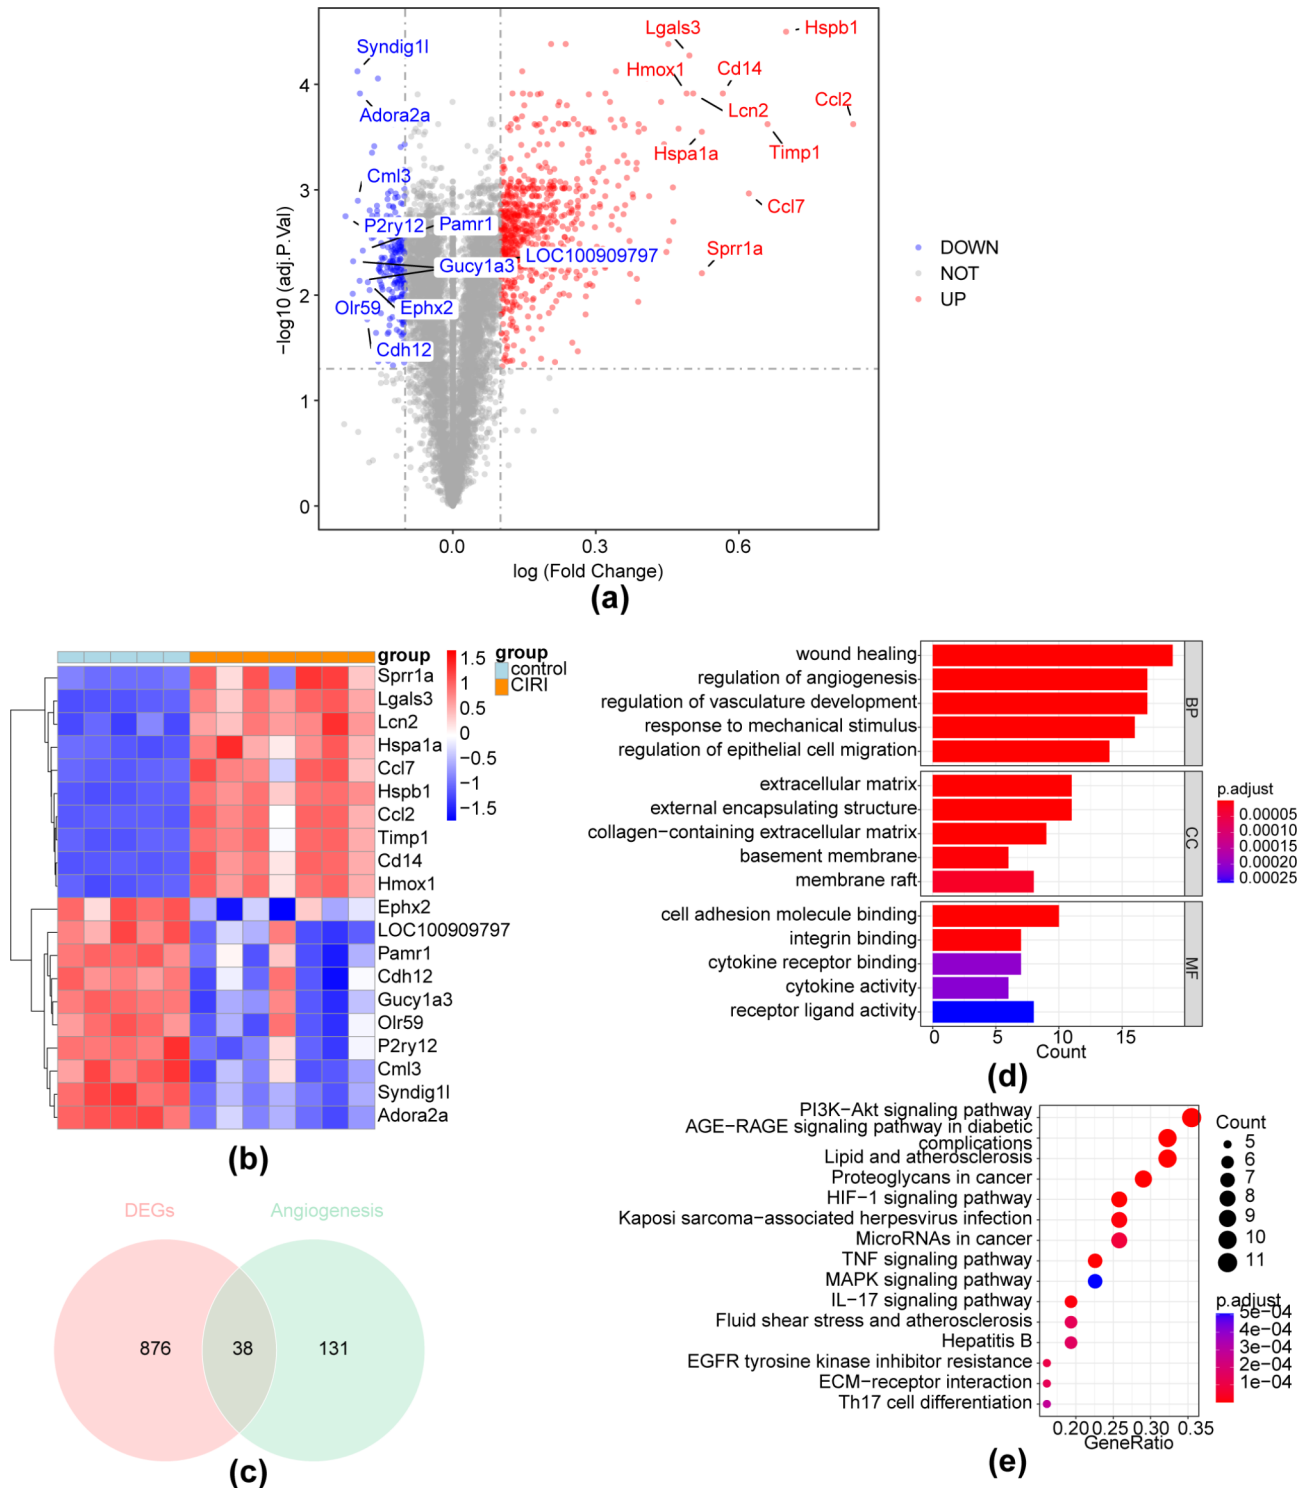 Lgals3
Hspb1
Syndig1l
Hmox1
Cd14
4
Adora2a
Lcn2
Ccl2
Hspa1a
Timp1
Cml3
3
Ccl7
P2ry12
Pamr1
Gucy1a3
LOC100909797
Sprr1a
DOWN
NOT
UP
2
Olr59
Ephx2
Cdh12
1
0
−log10 (adj.P.Val)
0.0
0.3
0.6
log (Fold Change)
(a)
group
Sprr1a
Lgals3
Lcn2
Hspa1a
Ccl7
Hspb1
Ccl2
Timp1
Cd14
Hmox1
Ephx2
LOC100909797
Pamr1
Cdh12
Gucy1a3
Olr59
P2ry12
Cml3
Syndig1l
Adora2a
1.5
1
0.5
0
−0.5
−1
−1.5
group
control
CIRI
(b)
DEGs
Angiogenesis
876
38
131
(c)
wound healing
regulation of angiogenesis
regulation of vasculature development
response to mechanical stimulus
regulation of epithelial cell migration
BP
extracellular matrix
external encapsulating structure
collagen−containing extracellular matrix
basement membrane
membrane raft
CC
cell adhesion molecule binding
integrin binding
cytokine receptor binding
cytokine activity
receptor ligand activity
MF
0
5
10
15
Count
p.adjust
0.00005
0.00010
0.00015
0.00020
0.00025
(d)
PI3K−Akt signaling pathway
AGE−RAGE signaling pathway in diabetic
complications
Lipid and atherosclerosis
Proteoglycans in cancer
HIF−1 signaling pathway
Kaposi sarcoma−associated herpesvirus infection
MicroRNAs in cancer
TNF signaling pathway
MAPK signaling pathway
IL−17 signaling pathway
Fluid shear stress and atherosclerosis
Hepatitis B
EGFR tyrosine kinase inhibitor resistance
ECM−receptor interaction
Th17 cell differentiation
0.20
0.25
0.30
0.35
GeneRatio
Count
5
6
7
8
9
10
11
p.adjust
5e−04
4e−04
3e−04
2e−04
1e−04
(e)